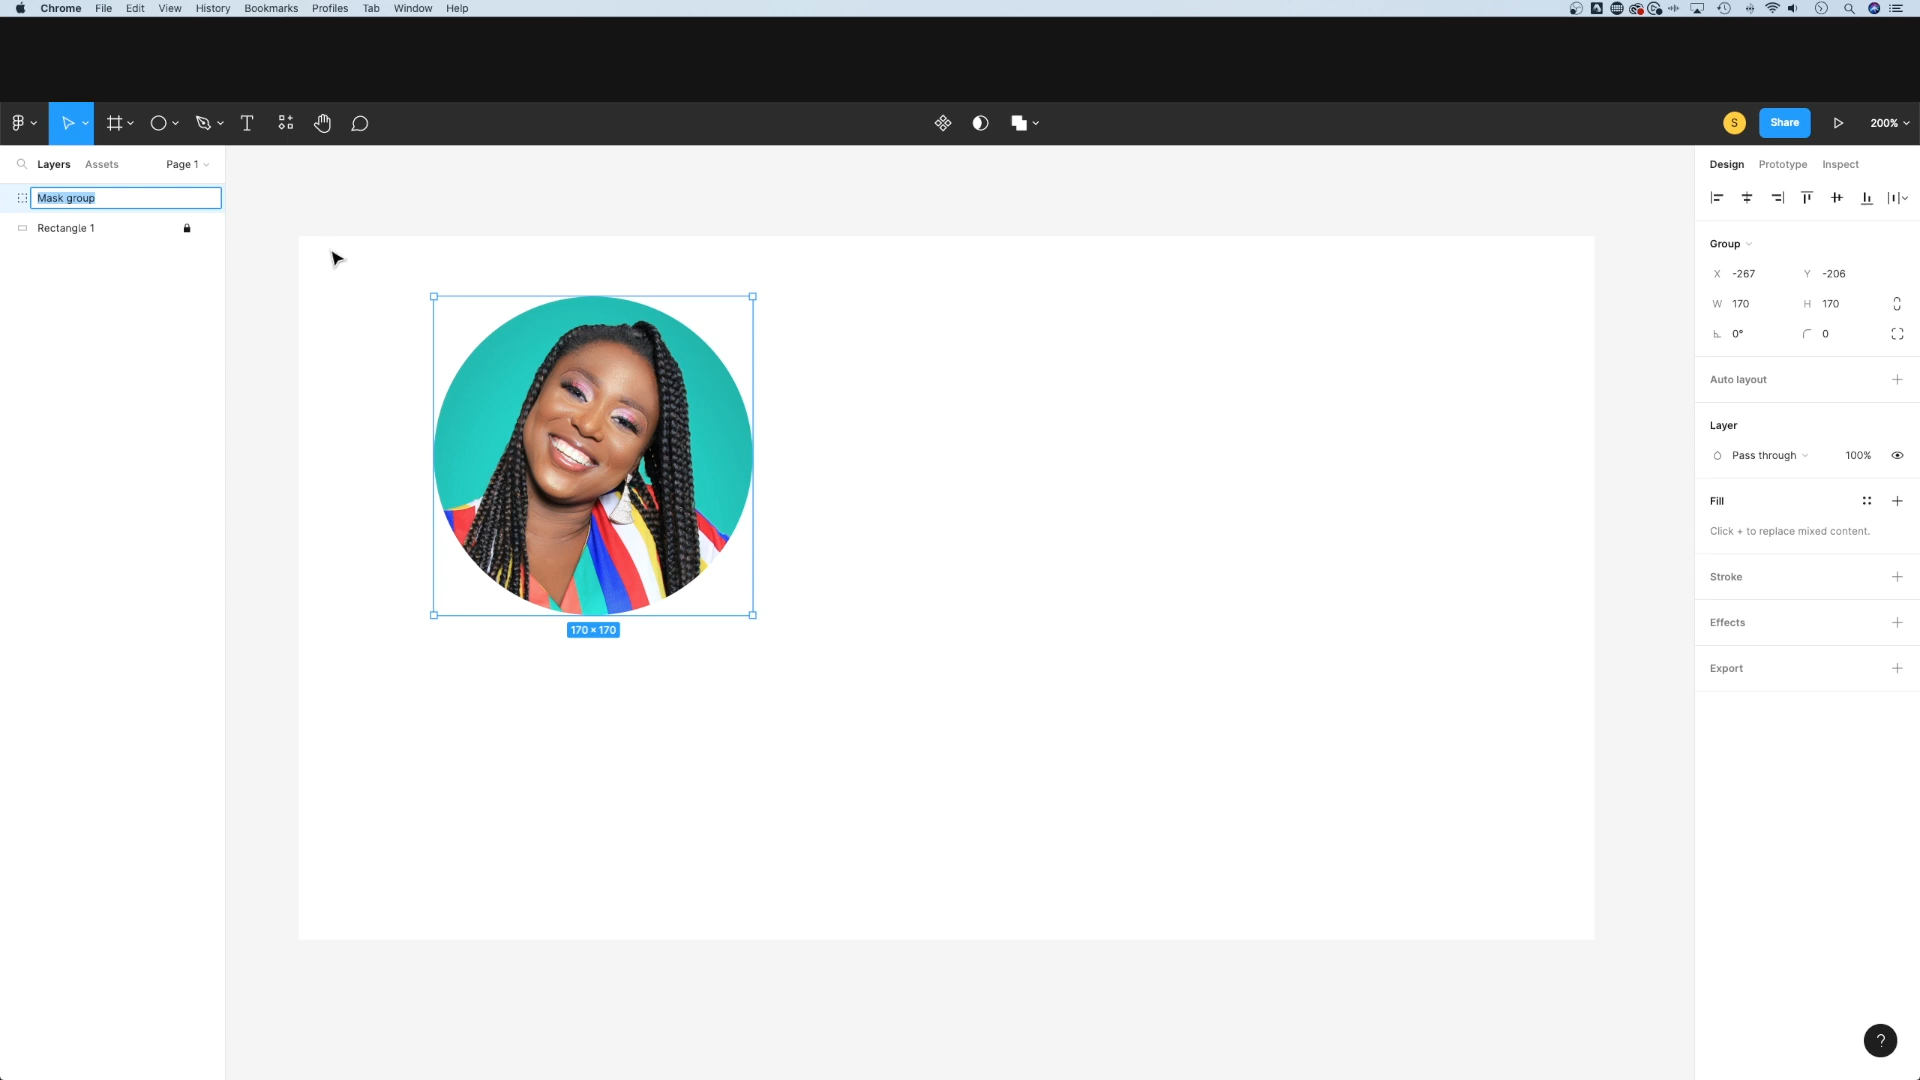 Chrome File Edit View History Bookmarks Profiles Tab Window Help
S Share 200%
Layers Assets Page 1
Mask group
Rectangle 1
170 × 170
Design Prototype Inspect
Group
X -267 Y -206
W 170 H 170
0° 0
Auto layout
Layer
Pass through 100%
Fill
Click + to replace mixed content.
Stroke
Effects
Export
?